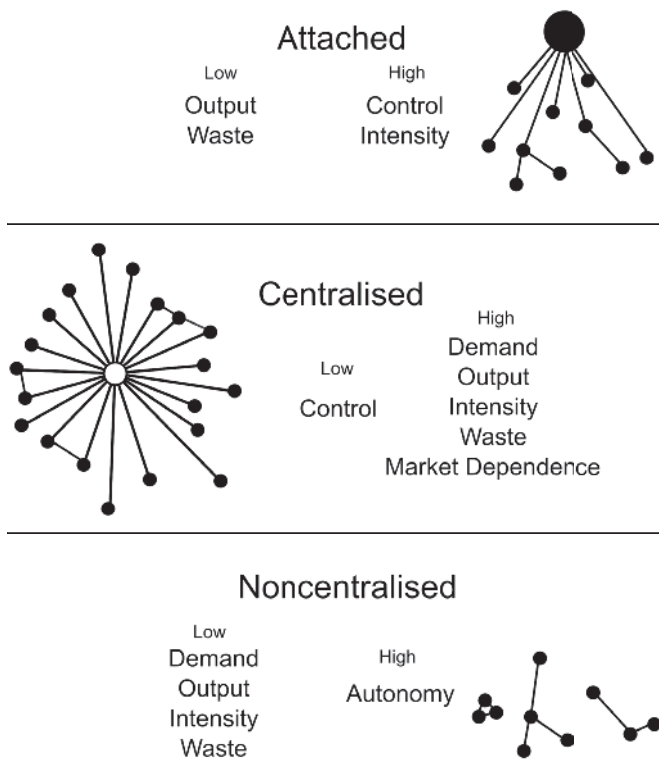 Attached
Low
High
Output
Control
Waste
Intensity
Centralised
High
Demand
Low
Output
Control
Intensity
Waste
Market Dependence
Noncentralised
Low
High
Demand
Output
Autonomy
Intensity
Waste